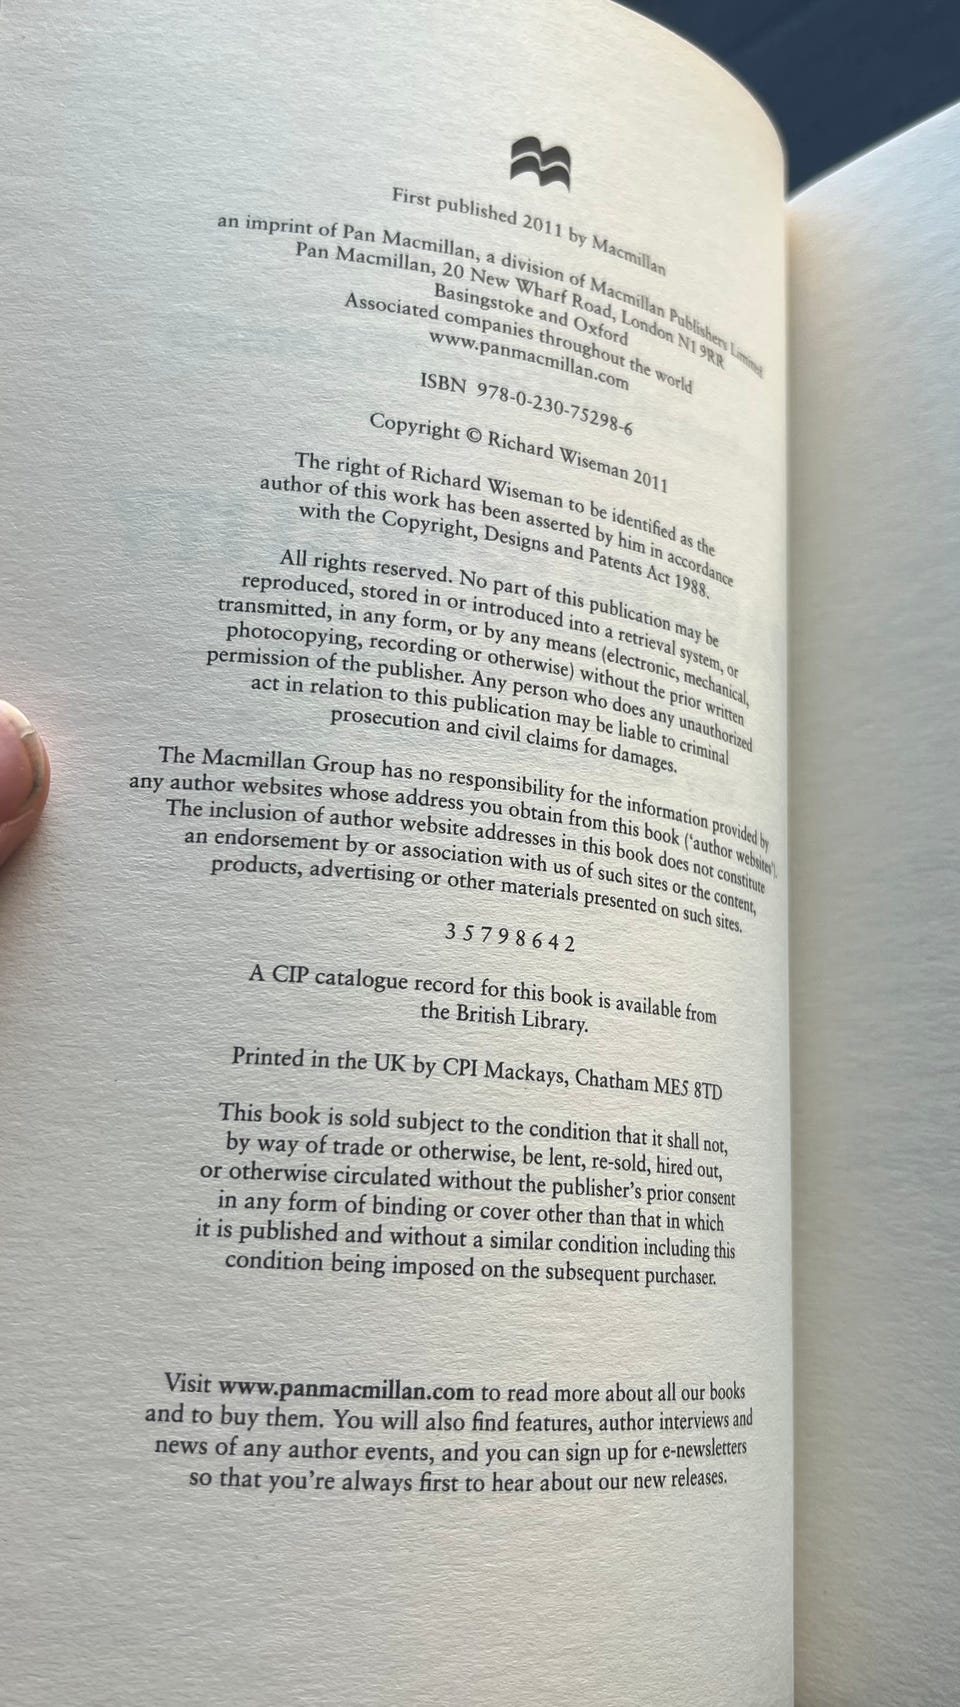 First published 2011 by Macmillan
an imprint of Pan Macmillan, a division of Macmillan Publishers Limited
Pan Macmillan, 20 New Wharf Road, London N1 9RR
Basingstoke and Oxford
Associated companies throughout the world
www.panmacmillan.com
ISBN 978-0-230-75298-6
Copyright © Richard Wiseman 2011
The right of Richard Wiseman to be identified as the
author of this work has been asserted by him in accordance
with the Copyright, Designs and Patents Act 1988.
All rights reserved. No part of this publication may be
reproduced, stored in or introduced into a retrieval system, or
transmitted, in any form, or by any means (electronic, mechanical,
photocopying, recording or otherwise) without the prior written
permission of the publisher. Any person who does any unauthorized
act in relation to this publication may be liable to criminal
prosecution and civil claims for damages.
The Macmillan Group has no responsibility for the information provided by
any author websites whose address you obtain from this book ('author websites').
The inclusion of author website addresses in this book does not constitute
an endorsement by or association with us of such sites or the content,
products, advertising or other materials presented on such sites.
3 5 7 9 8 6 4 2
A CIP catalogue record for this book is available from
the British Library.
Printed in the UK by CPI Mackays, Chatham ME5 8TD
This book is sold subject to the condition that it shall not,
by way of trade or otherwise, be lent, re-sold, hired out,
or otherwise circulated without the publisher's prior consent
in any form of binding or cover other than that in which
it is published and without a similar condition including this
condition being imposed on the subsequent purchaser.
Visit www.panmacmillan.com to read more about all our books
and to buy them. You will also find features, author interviews and
news of any author events, and you can sign up for e-newsletters
so that you're always first to hear about our new releases.